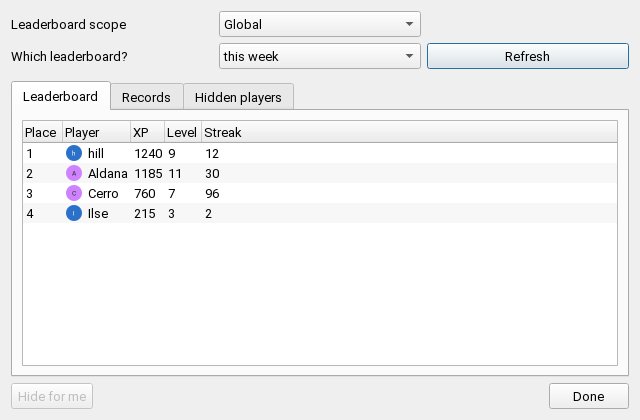 Leaderboard scope Global
Which leaderboard? this week Refresh
Leaderboard Records Hidden players
Place Player XP Level Streak
1 h hill 1240 9 12
2 A Aldana 1185 11 30
3 C Cerro 760 7 96
4 I Ilse 215 3 2
Hide for me Done